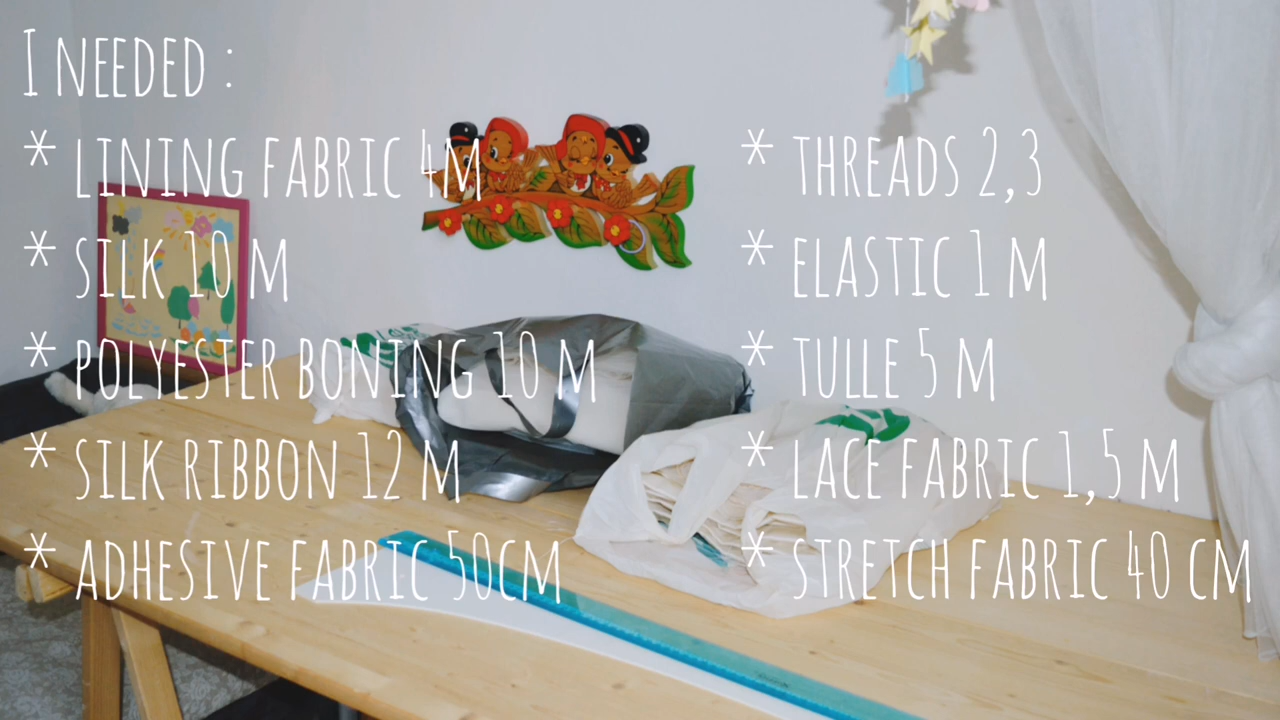 I NEEDED :
* LINING FABRIC 4M
* SILK 10 M
* POLYESTER BONING 10 M
* SILK RIBBON 12 M
* ADHESIVE FABRIC 50CM
* THREADS 2,3
* ELASTIC 1 M
* TULLE 5 M
* LACE FABRIC 1,5 M
* STRETCH FABRIC 40 CM